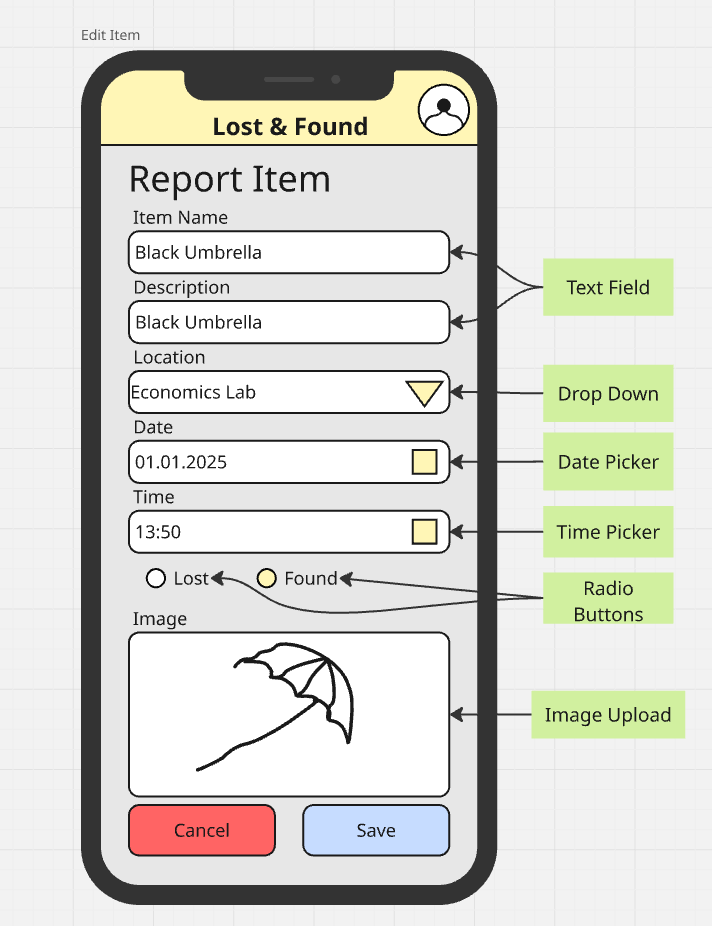 Edit Item
Lost & Found
Report Item
Item Name
Black Umbrella
Description
Black Umbrella
Text Field
Location
Economics Lab
Drop Down
Date
01.01.2025
Date Picker
Time
13:50
Time Picker
Lost
Found
Radio
Buttons
Image
Image Upload
Cancel
Save